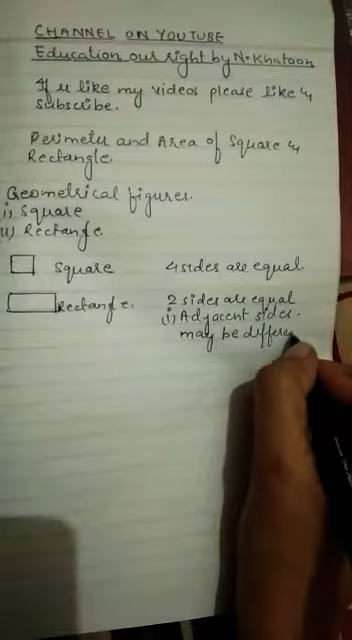 CHANNEL ON YOUTUBE
Education our right by N. Khatoon
If u like my videos please like &
subscribe.
Perimeter and Area of Square &
Rectangle.
Geometrical figures.
i) Square
ii) Rectangle.
Square 4 sides are equal
Rectangle. 2 sides are equal
(i) Adjacent sides.
may be differe